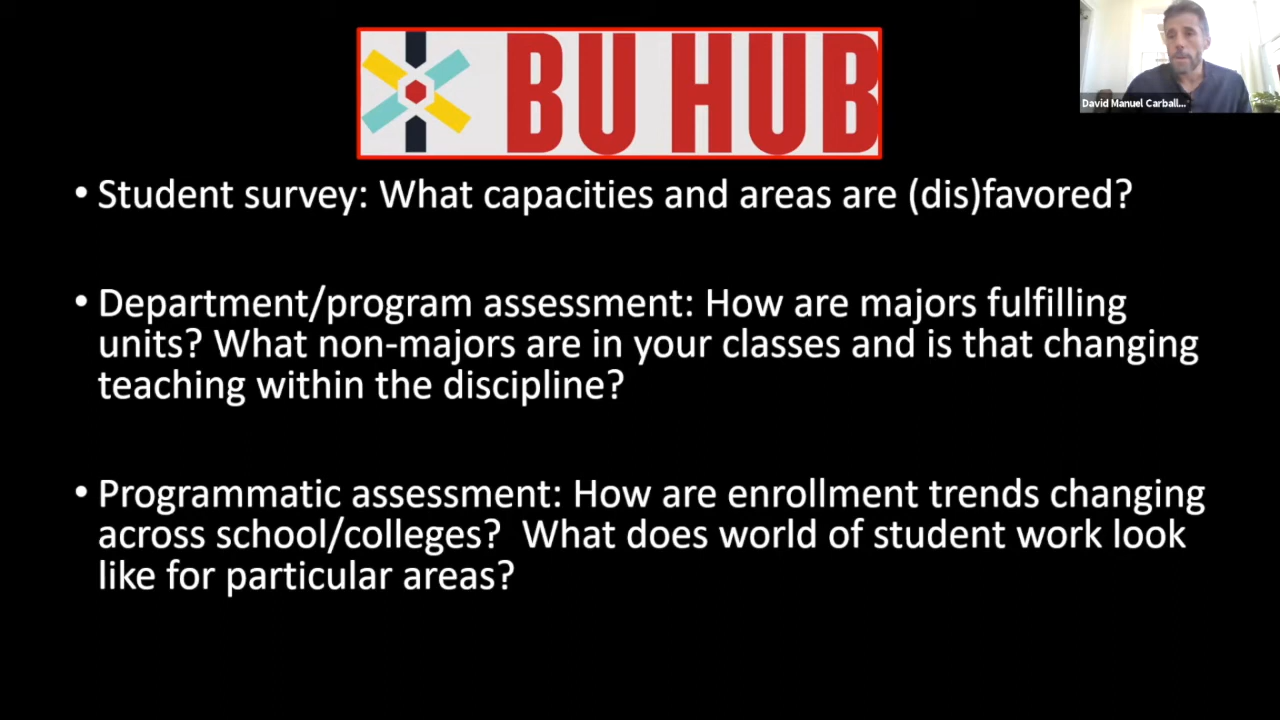 BU HUB
David Manuel Carball...
• Student survey: What capacities and areas are (dis)favored?
• Department/program assessment: How are majors fulfilling
units? What non-majors are in your classes and is that changing
teaching within the discipline?
• Programmatic assessment: How are enrollment trends changing
across school/colleges?  What does world of student work look
like for particular areas?